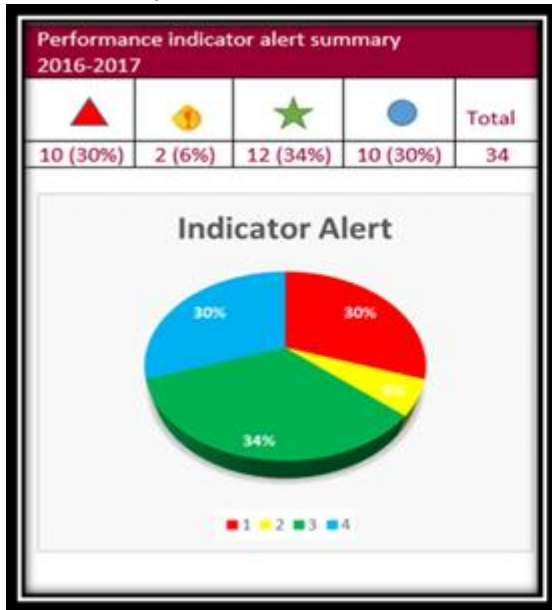 Performance indicator alert summary
2016-2017
Total
10 (30%) 2 (6%) 12 (34%) 10 (30%) 34
Indicator Alert
30% 30%
6%
34%
1 2 3 4